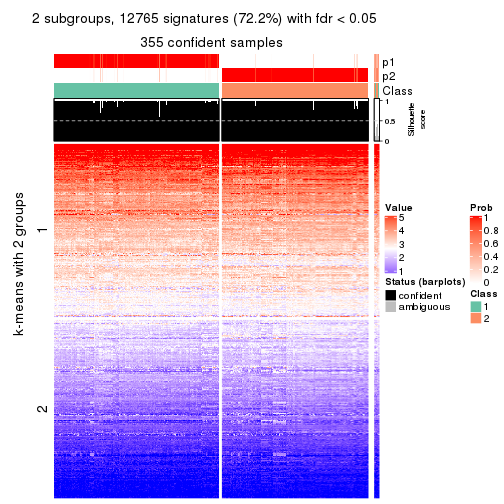 2 subgroups, 12765 signatures (72.2%) with fdr < 0.05
355 confident samples
p1
p2
Class
1
0.5
0
Silhouette
score
k-means with 2 groups
1
2
Value
5
4
3
2
1
Status (barplots)
confident
ambiguous
Prob
1
0.8
0.6
0.4
0.2
0
Class
1
2